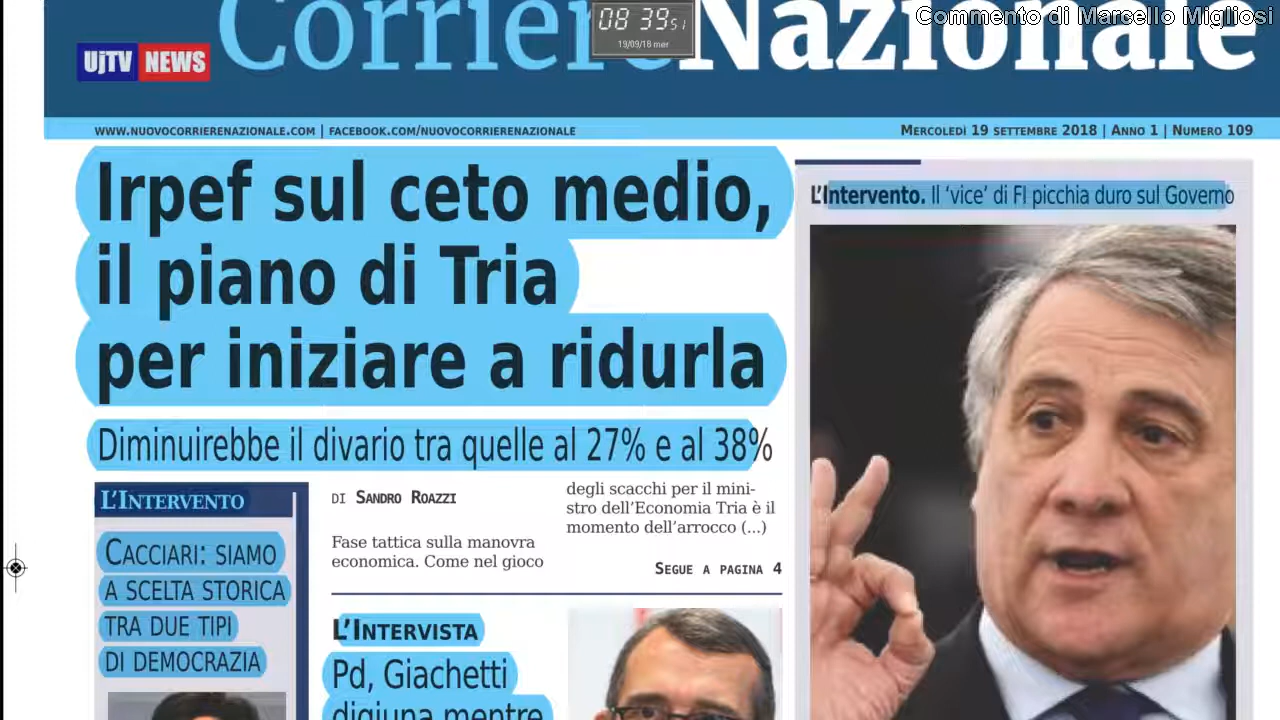 Corriere Nazionale
08 39 51
19/09/18 mer
Commento di Marcello Migliosi
UjTV NEWS
www.nuovocorrierenazionale.com | facebook.com/nuovocorrierenazionale
Mercoledì 19 settembre 2018 | Anno 1 | Numero 109
Irpef sul ceto medio,
il piano di Tria
per iniziare a ridurla
Diminuirebbe il divario tra quelle al 27% e al 38%
L'Intervento
Cacciari: siamo
a scelta storica
tra due tipi
di democrazia
di Sandro Roazzi
Fase tattica sulla manovra
economica. Come nel gioco
degli scacchi per il mini-
stro dell'Economia Tria è il
momento dell'arrocco (...)
Segue a pagina 4
L'Intervista
Pd, Giachetti
digiuna mentre
L'Intervento. Il 'vice' di FI picchia duro sul Governo